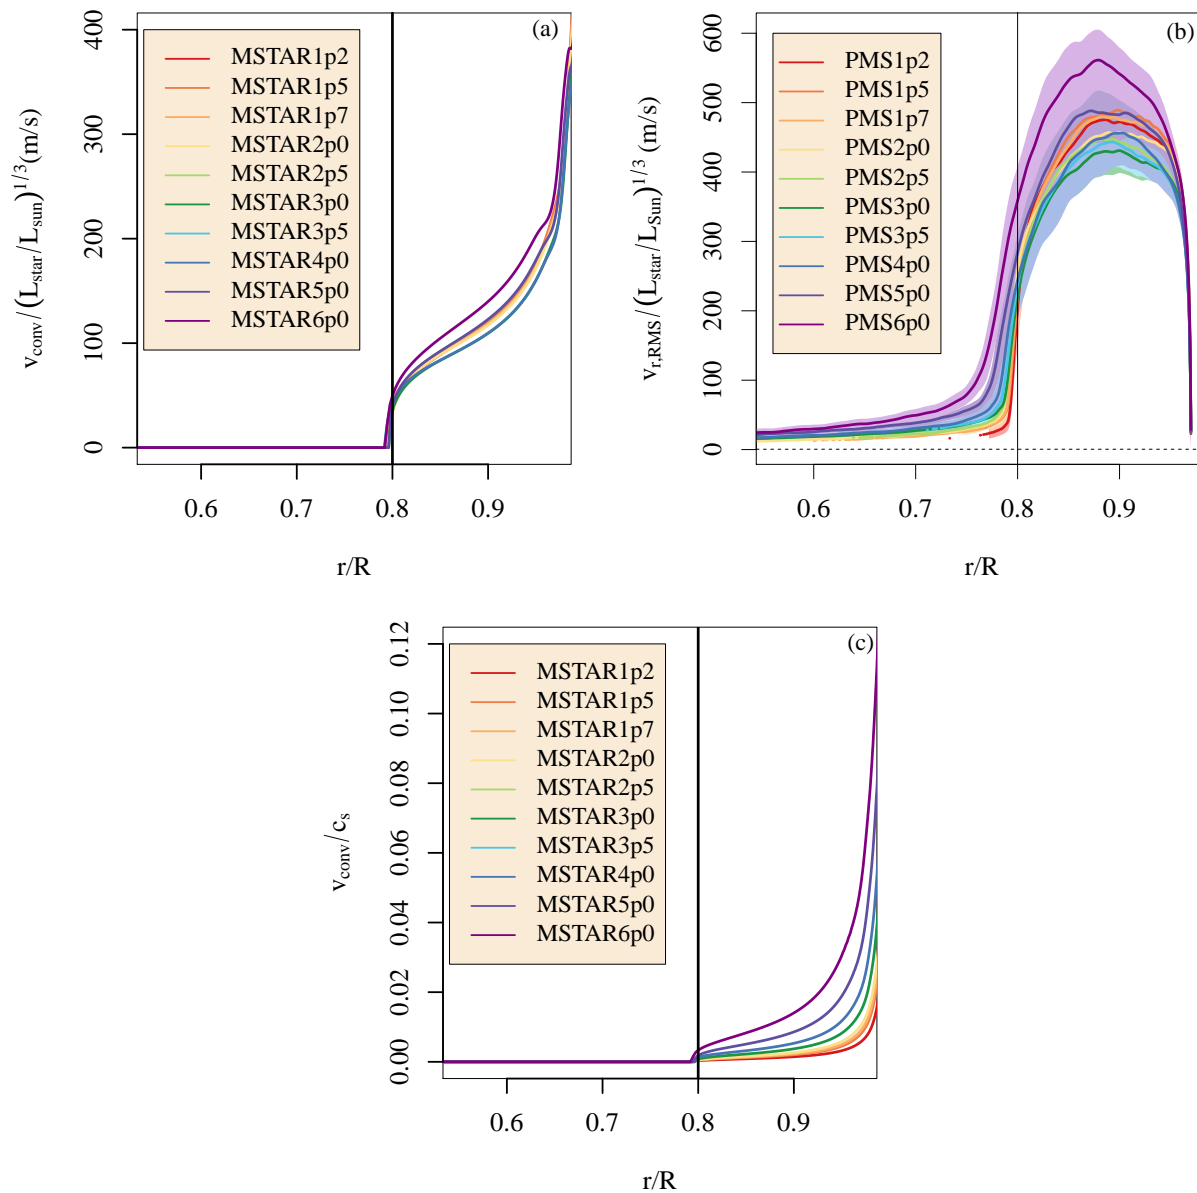 (a)
v_conv/(L_star/L_sun)^1/3 (m/s)
400
300
200
100
0
MSTAR1p2
MSTAR1p5
MSTAR1p7
MSTAR2p0
MSTAR2p5
MSTAR3p0
MSTAR3p5
MSTAR4p0
MSTAR5p0
MSTAR6p0
0.6 0.7 0.8 0.9
r/R
(b)
v_r,RMS/(L_star/L_Sun)^1/3 (m/s)
600
500
400
300
200
100
0
PMS1p2
PMS1p5
PMS1p7
PMS2p0
PMS2p5
PMS3p0
PMS3p5
PMS4p0
PMS5p0
PMS6p0
0.6 0.7 0.8 0.9
r/R
(c)
v_conv/c_s
0.12
0.10
0.08
0.06
0.04
0.02
0.00
MSTAR1p2
MSTAR1p5
MSTAR1p7
MSTAR2p0
MSTAR2p5
MSTAR3p0
MSTAR3p5
MSTAR4p0
MSTAR5p0
MSTAR6p0
0.6 0.7 0.8 0.9
r/R